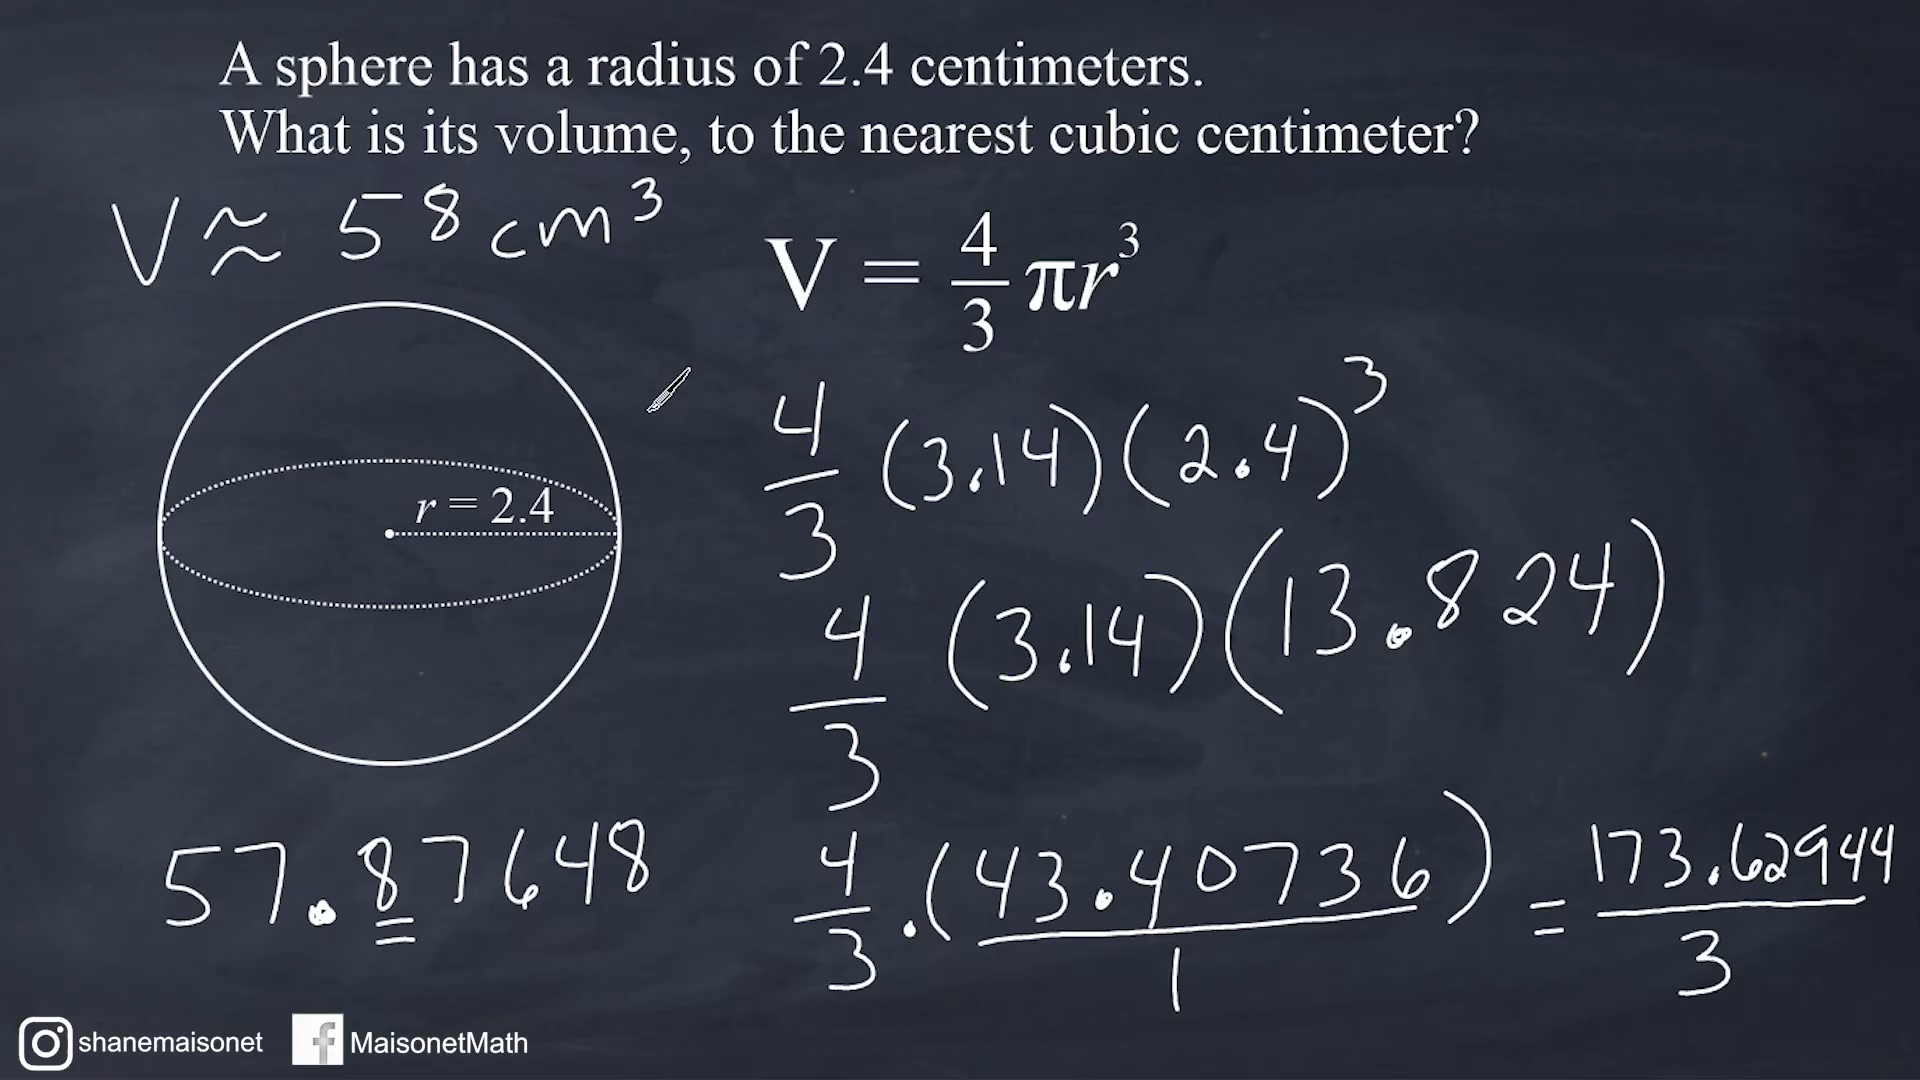 A sphere has a radius of 2.4 centimeters.
What is its volume, to the nearest cubic centimeter?
V ≈ 58 cm³
V = 4/3 πr³
r = 2.4
4/3 (3.14)(2.4)³
4/3 (3.14)(13.824)
4/3 · (43.40736)/1 = 173.62944/3
57.87648
shanemaisonet
f MaisonetMath